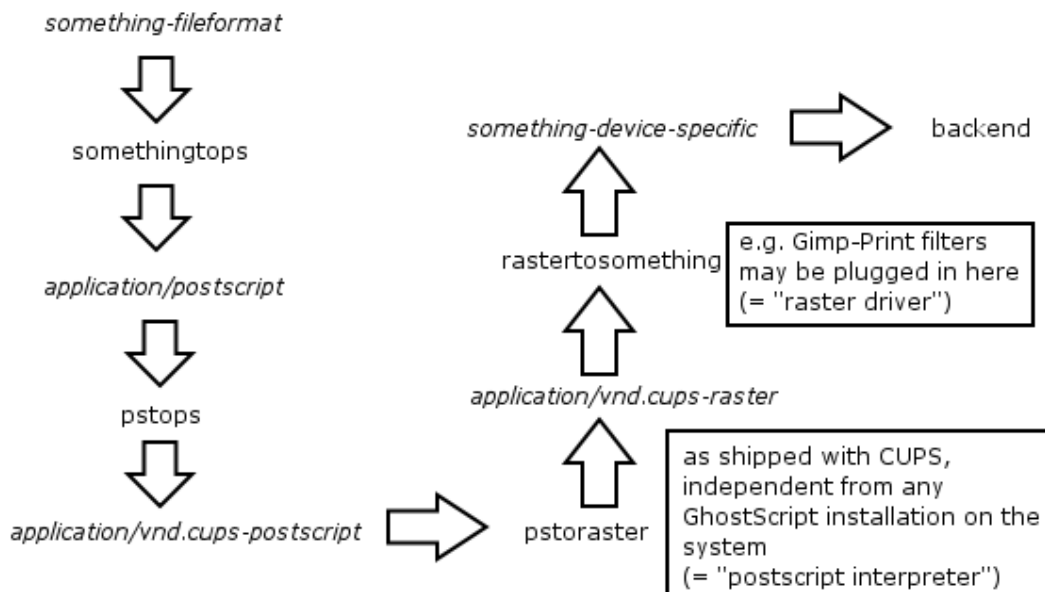 something-fileformat
somethingtops
application/postscript
pstops
application/vnd.cups-postscript
pstoraster
as shipped with CUPS,
independent from any
GhostScript installation on the
system
(= "postscript interpreter")
application/vnd.cups-raster
rastertosomething
e.g. Gimp-Print filters
may be plugged in here
(= "raster driver")
something-device-specific
backend